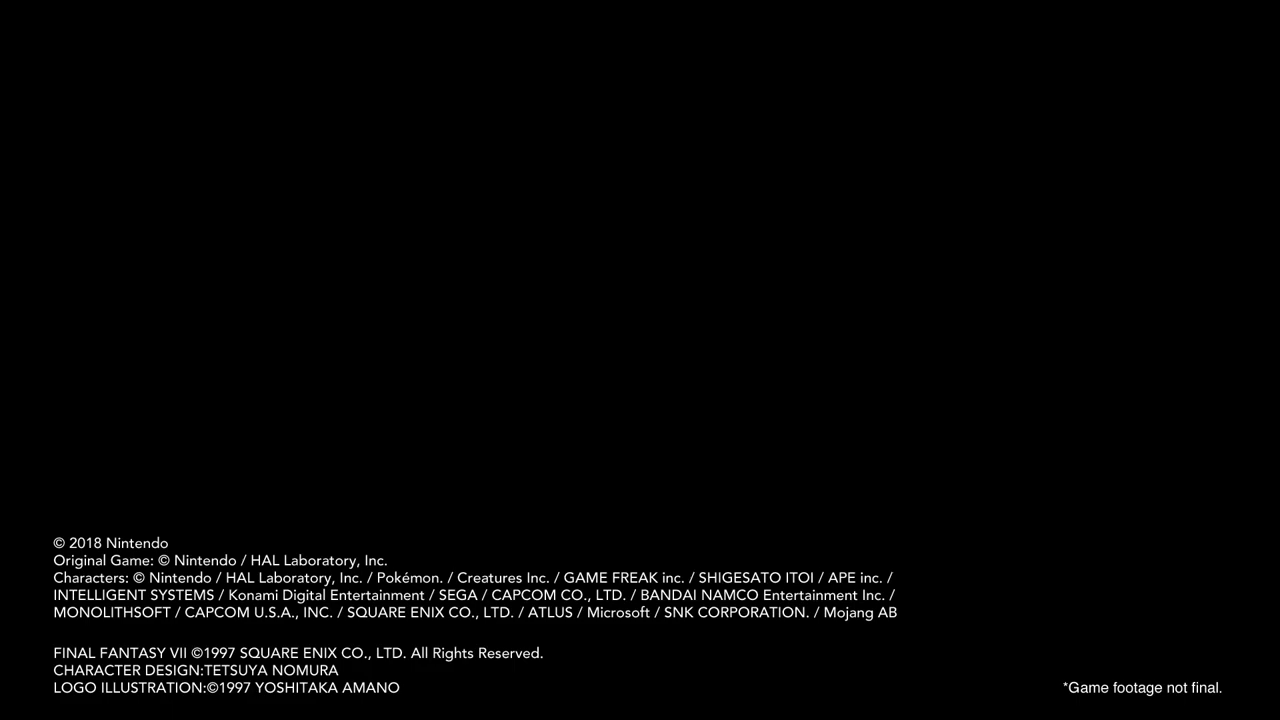 © 2018 Nintendo
Original Game: © Nintendo / HAL Laboratory, Inc.
Characters: © Nintendo / HAL Laboratory, Inc. / Pokémon. / Creatures Inc. / GAME FREAK inc. / SHIGESATO ITOI / APE inc. /
INTELLIGENT SYSTEMS / Konami Digital Entertainment / SEGA / CAPCOM CO., LTD. / BANDAI NAMCO Entertainment Inc. /
MONOLITHSOFT / CAPCOM U.S.A., INC. / SQUARE ENIX CO., LTD. / ATLUS / Microsoft / SNK CORPORATION. / Mojang AB
FINAL FANTASY VII ©1997 SQUARE ENIX CO., LTD. All Rights Reserved.
CHARACTER DESIGN:TETSUYA NOMURA
LOGO ILLUSTRATION:©1997 YOSHITAKA AMANO
*Game footage not final.